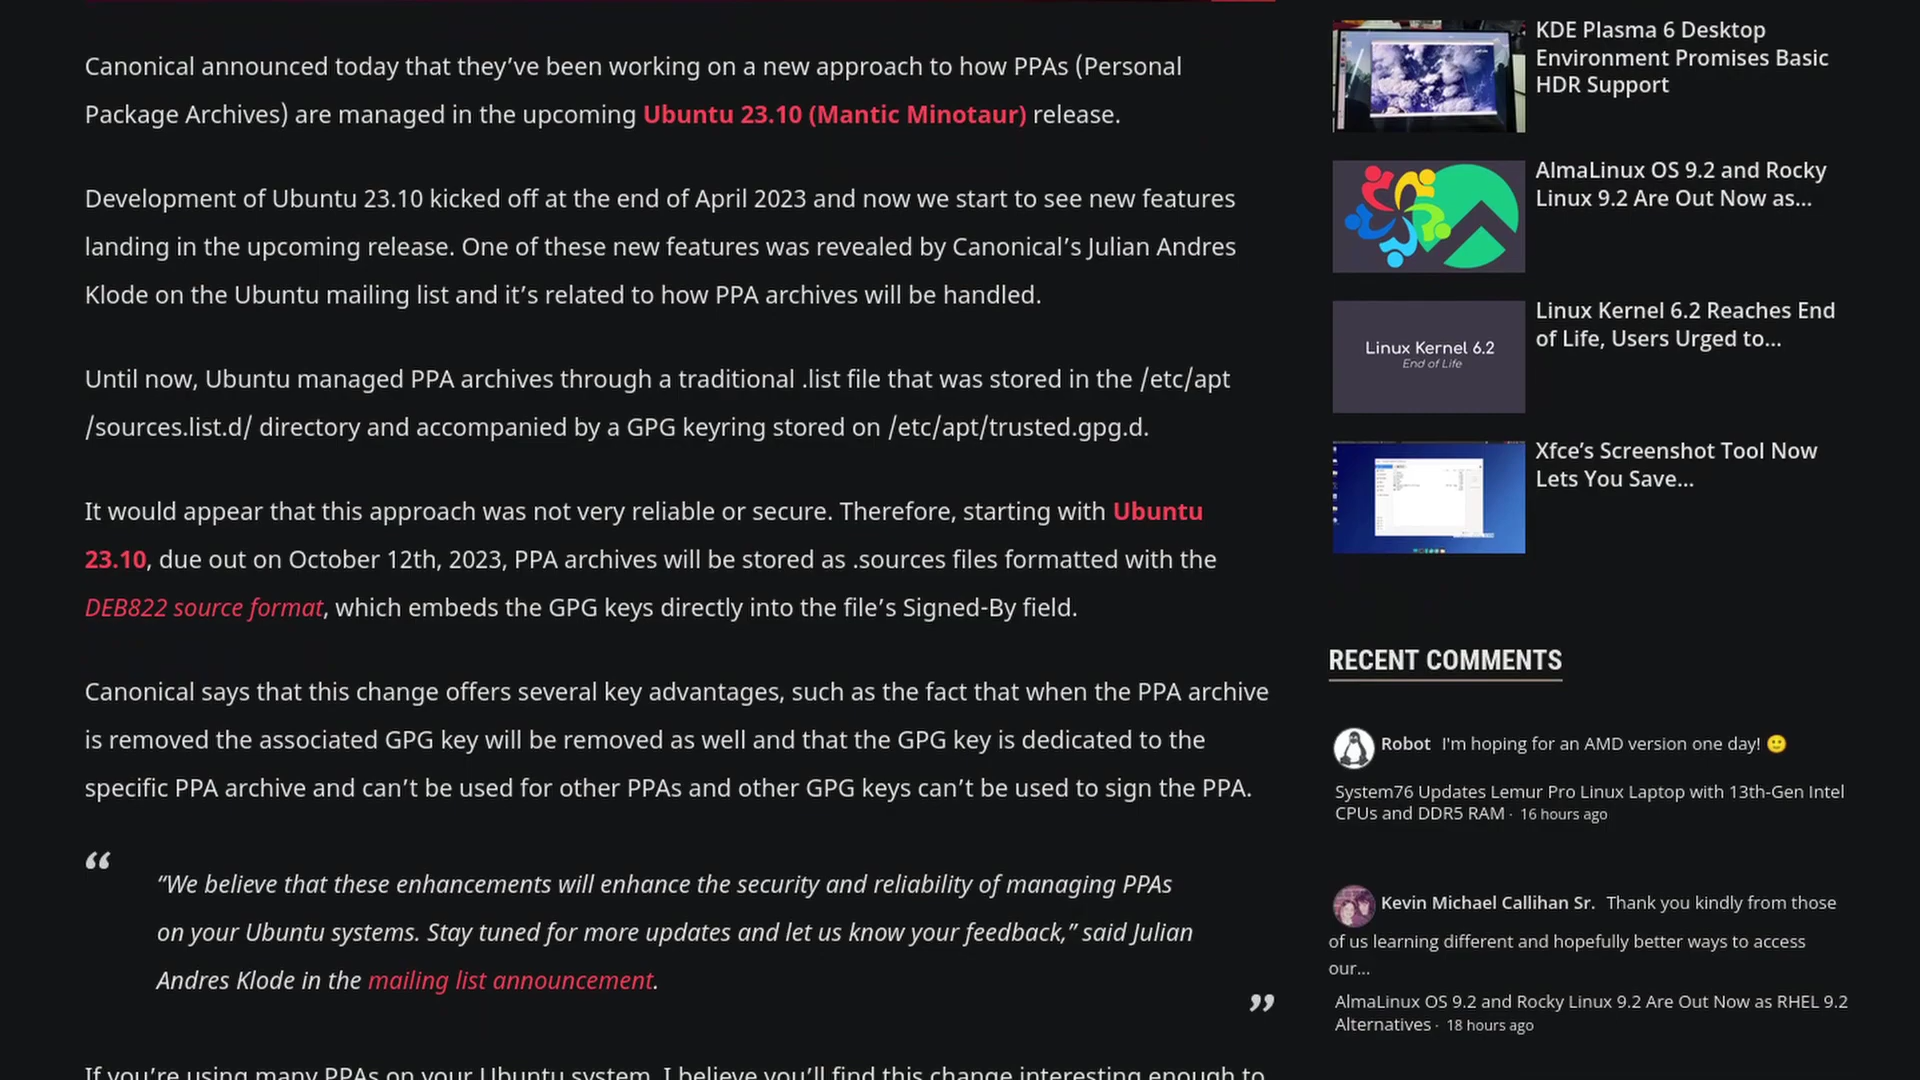 Canonical announced today that they’ve been working on a new approach to how PPAs (Personal
Package Archives) are managed in the upcoming Ubuntu 23.10 (Mantic Minotaur) release.
Development of Ubuntu 23.10 kicked off at the end of April 2023 and now we start to see new features
landing in the upcoming release. One of these new features was revealed by Canonical’s Julian Andres
Klode on the Ubuntu mailing list and it’s related to how PPA archives will be handled.
Until now, Ubuntu managed PPA archives through a traditional .list file that was stored in the /etc/apt
/sources.list.d/ directory and accompanied by a GPG keyring stored on /etc/apt/trusted.gpg.d.
It would appear that this approach was not very reliable or secure. Therefore, starting with Ubuntu
23.10, due out on October 12th, 2023, PPA archives will be stored as .sources files formatted with the
DEB822 source format, which embeds the GPG keys directly into the file’s Signed-By field.
Canonical says that this change offers several key advantages, such as the fact that when the PPA archive
is removed the associated GPG key will be removed as well and that the GPG key is dedicated to the
specific PPA archive and can’t be used for other PPAs and other GPG keys can’t be used to sign the PPA.
“
“We believe that these enhancements will enhance the security and reliability of managing PPAs
on your Ubuntu systems. Stay tuned for more updates and let us know your feedback,” said Julian
Andres Klode in the mailing list announcement.
”
If you’re using many PPAs on your Ubuntu system, I believe you’ll find this change interesting enough to
KDE Plasma 6 Desktop
Environment Promises Basic
HDR Support
AlmaLinux OS 9.2 and Rocky
Linux 9.2 Are Out Now as...
Linux Kernel 6.2
End of Life
Linux Kernel 6.2 Reaches End
of Life, Users Urged to...
Xfce’s Screenshot Tool Now
Lets You Save...
RECENT COMMENTS
Robot I'm hoping for an AMD version one day! 🙂
System76 Updates Lemur Pro Linux Laptop with 13th-Gen Intel
CPUs and DDR5 RAM · 16 hours ago
Kevin Michael Callihan Sr. Thank you kindly from those
of us learning different and hopefully better ways to access
our...
AlmaLinux OS 9.2 and Rocky Linux 9.2 Are Out Now as RHEL 9.2
Alternatives · 18 hours ago